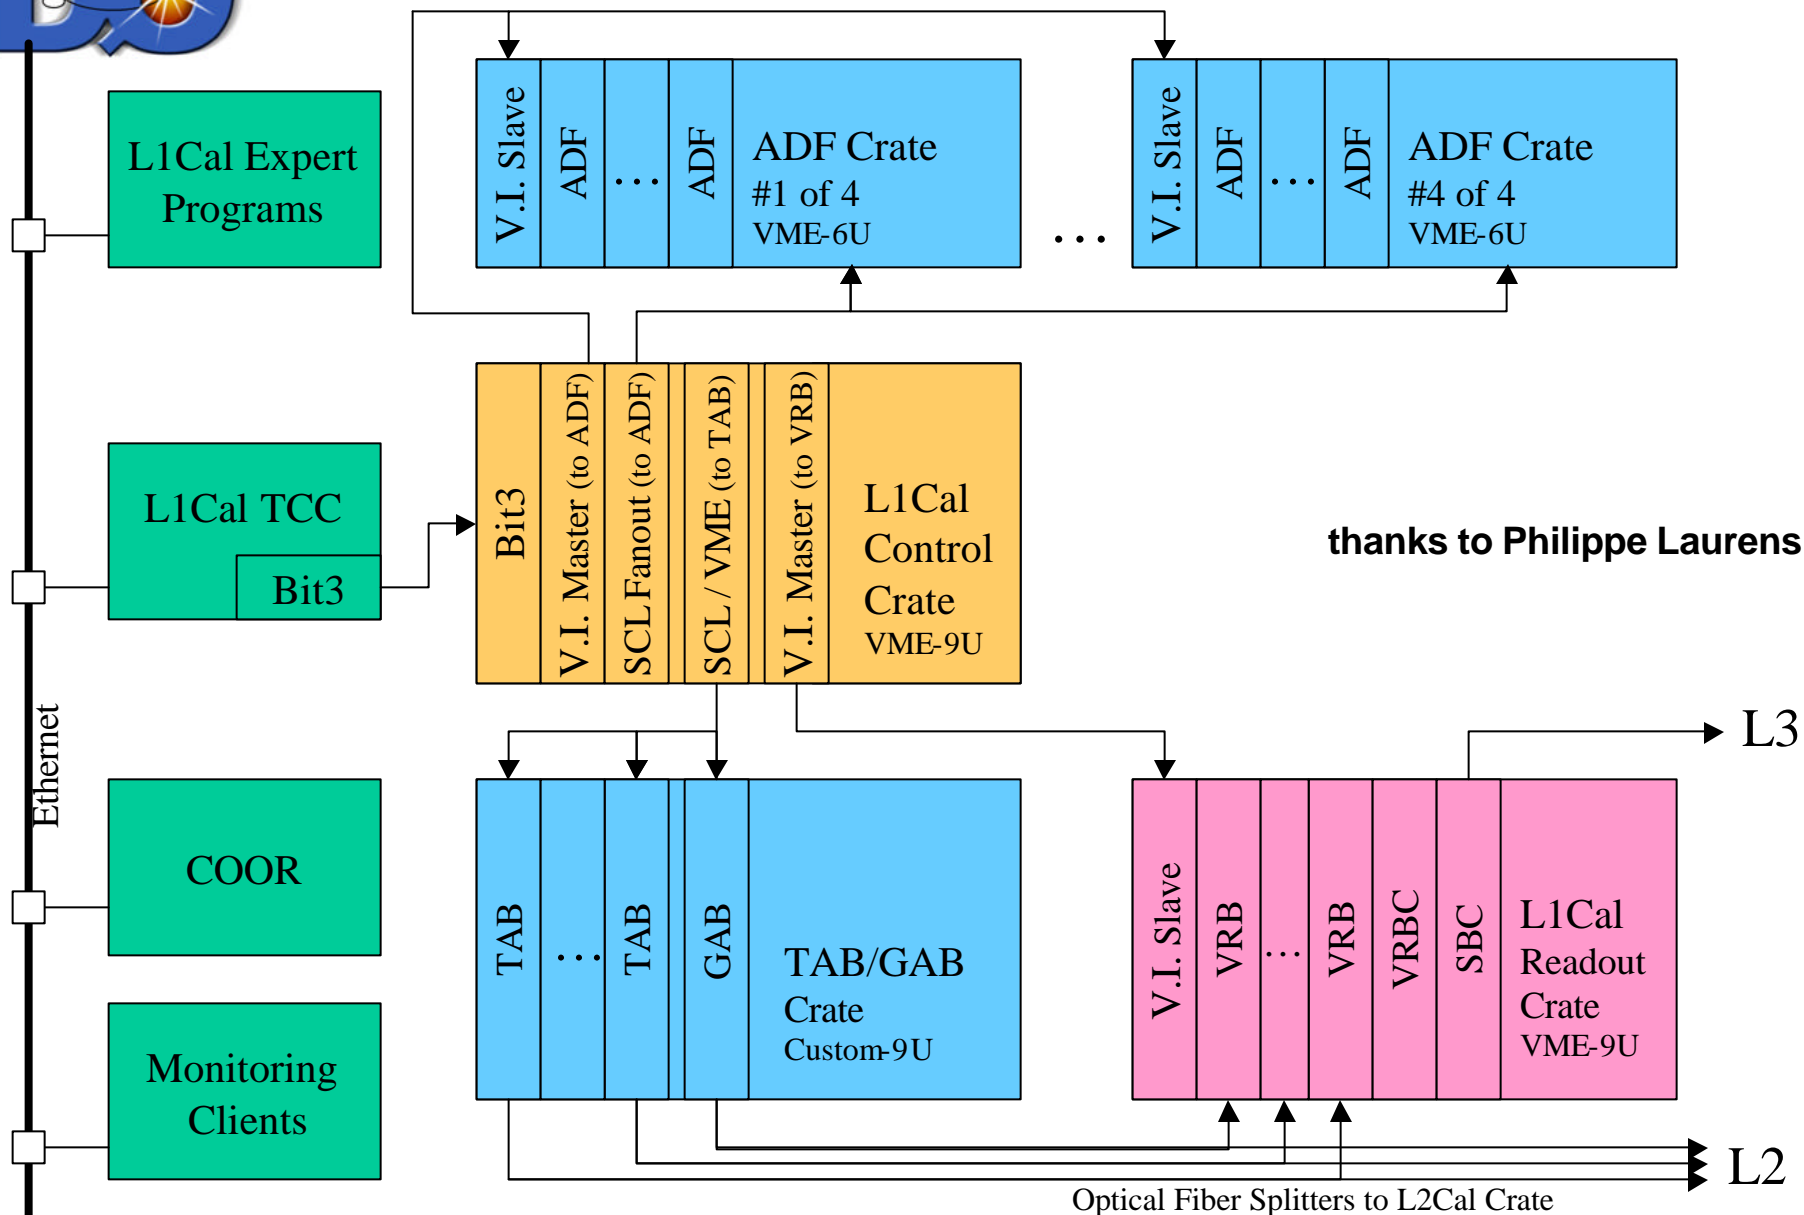 DØ
L1Cal Expert
Programs
V.I. Slave
ADF
...
ADF
ADF Crate
#1 of 4
VME-6U
...
V.I. Slave
ADF
...
ADF
ADF Crate
#4 of 4
VME-6U
L1Cal TCC
Bit3
Bit3
V.I. Master (to ADF)
SCL Fanout (to ADF)
SCL / VME (to TAB)
V.I. Master (to VRB)
L1Cal
Control
Crate
VME-9U
thanks to Philippe Laurens
Ethernet
COOR
Monitoring
Clients
TAB
...
TAB
GAB
TAB/GAB
Crate
Custom-9U
V.I. Slave
VRB
...
VRB
VRBC
SBC
L1Cal
Readout
Crate
VME-9U
L3
L2
Optical Fiber Splitters to L2Cal Crate